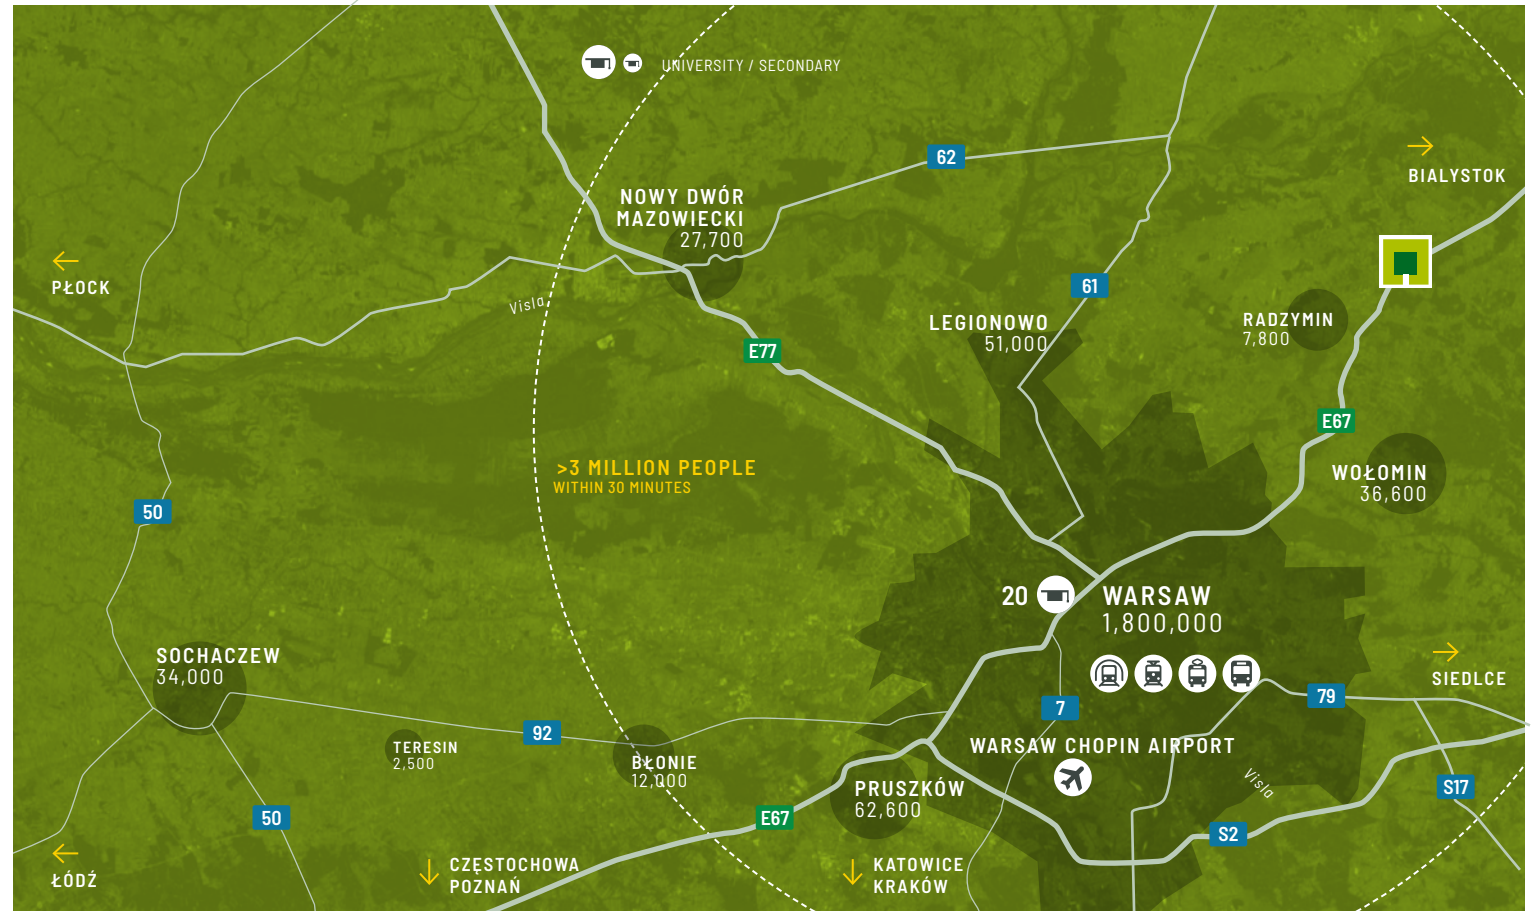 UNIVERSITY / SECONDARY
62
BIALYSTOK
NOWY DWÓR
MAZOWIECKI
27,700
PŁOCK
Visla
61
LEGIONOWO
51,000
RADZYMIN
7,800
E77
E67
>3 MILLION PEOPLE
WITHIN 30 MINUTES
WOŁOMIN
36,600
50
20
WARSAW
1,800,000
SOCHACZEW
34,000
SIEDLCE
79
7
92
TERESIN
2,500
WARSAW CHOPIN AIRPORT
BŁONIE
12,000
PRUSZKÓW
62,600
Visla
S17
50
E67
S2
ŁÓDŹ
CZĘSTOCHOWA
POZNAŃ
KATOWICE
KRAKÓW